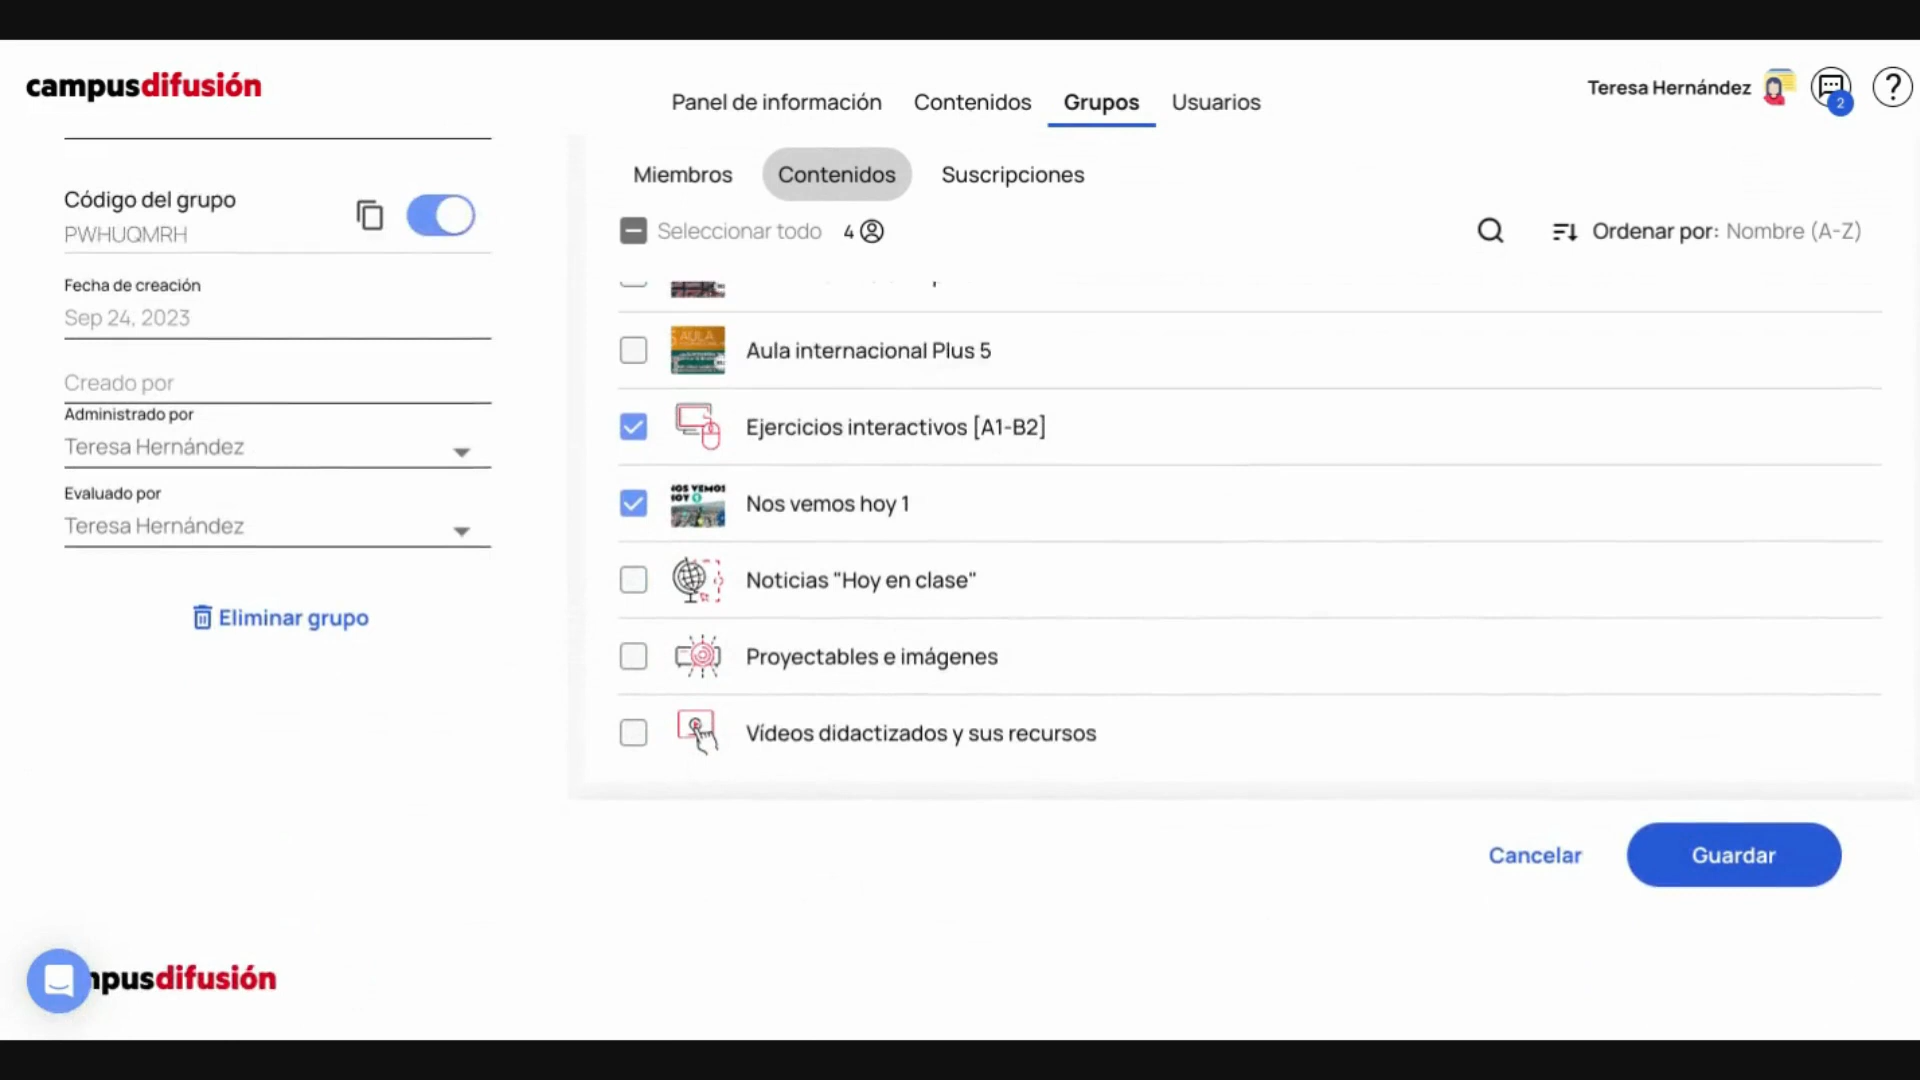 campusdifusión
Panel de información
Contenidos
Grupos
Usuarios
Teresa Hernández
2
?
Código del grupo
PWHUQMRH
Fecha de creación
Sep 24, 2023
Creado por
Administrado por
Teresa Hernández
Evaluado por
Teresa Hernández
Eliminar grupo
Miembros
Contenidos
Suscripciones
Seleccionar todo 4
Ordenar por: Nombre (A-Z)
Aula internacional Plus 5
Ejercicios interactivos [A1-B2]
Nos vemos hoy 1
Noticias "Hoy en clase"
Proyectables e imágenes
Vídeos didactizados y sus recursos
Cancelar
Guardar
mpusdifusión